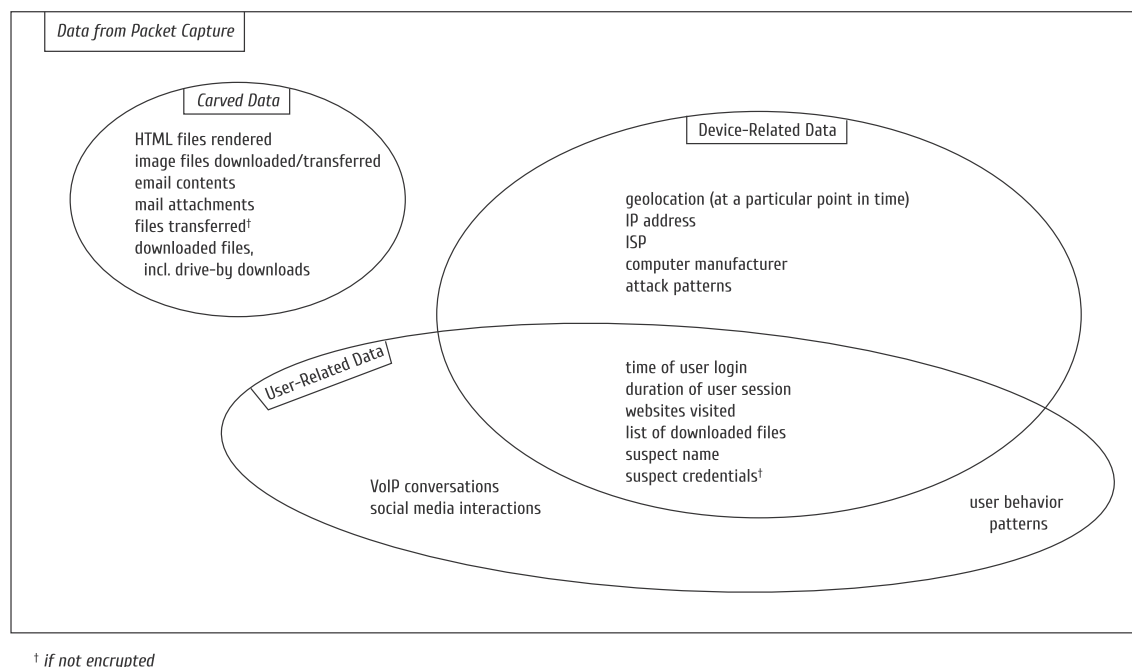 Data from Packet Capture
Carved Data
HTML files rendered
image files downloaded/transferred
email contents
mail attachments
files transferred†
downloaded files,
incl. drive-by downloads
Device-Related Data
geolocation (at a particular point in time)
IP address
ISP
computer manufacturer
attack patterns
User-Related Data
time of user login
duration of user session
websites visited
list of downloaded files
suspect name
suspect credentials†
VoIP conversations
social media interactions
user behavior
patterns
† if not encrypted